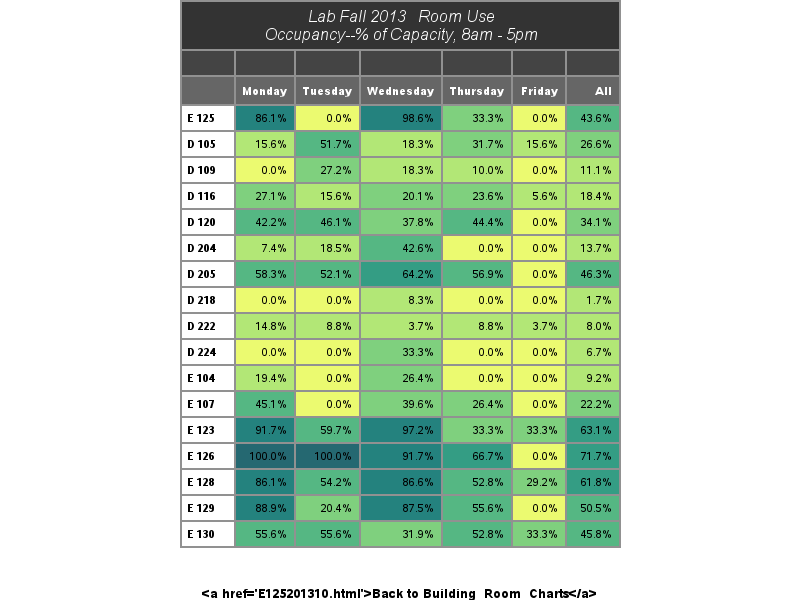 Lab Fall 2013 Room Use
Occupancy--% of Capacity, 8am - 5pm
Monday Tuesday Wednesday Thursday Friday All
E 125 86.1% 0.0% 98.6% 33.3% 0.0% 43.6%
D 105 15.6% 51.7% 18.3% 31.7% 15.6% 26.6%
D 109 0.0% 27.2% 18.3% 10.0% 0.0% 11.1%
D 116 27.1% 15.6% 20.1% 23.6% 5.6% 18.4%
D 120 42.2% 46.1% 37.8% 44.4% 0.0% 34.1%
D 204 7.4% 18.5% 42.6% 0.0% 0.0% 13.7%
D 205 58.3% 52.1% 64.2% 56.9% 0.0% 46.3%
D 218 0.0% 0.0% 8.3% 0.0% 0.0% 1.7%
D 222 14.8% 8.8% 3.7% 8.8% 3.7% 8.0%
D 224 0.0% 0.0% 33.3% 0.0% 0.0% 6.7%
E 104 19.4% 0.0% 26.4% 0.0% 0.0% 9.2%
E 107 45.1% 0.0% 39.6% 26.4% 0.0% 22.2%
E 123 91.7% 59.7% 97.2% 33.3% 33.3% 63.1%
E 126 100.0% 100.0% 91.7% 66.7% 0.0% 71.7%
E 128 86.1% 54.2% 86.6% 52.8% 29.2% 61.8%
E 129 88.9% 20.4% 87.5% 55.6% 0.0% 50.5%
E 130 55.6% 55.6% 31.9% 52.8% 33.3% 45.8%
<a href='E125201310.html'>Back to Building_Room_Charts</a>